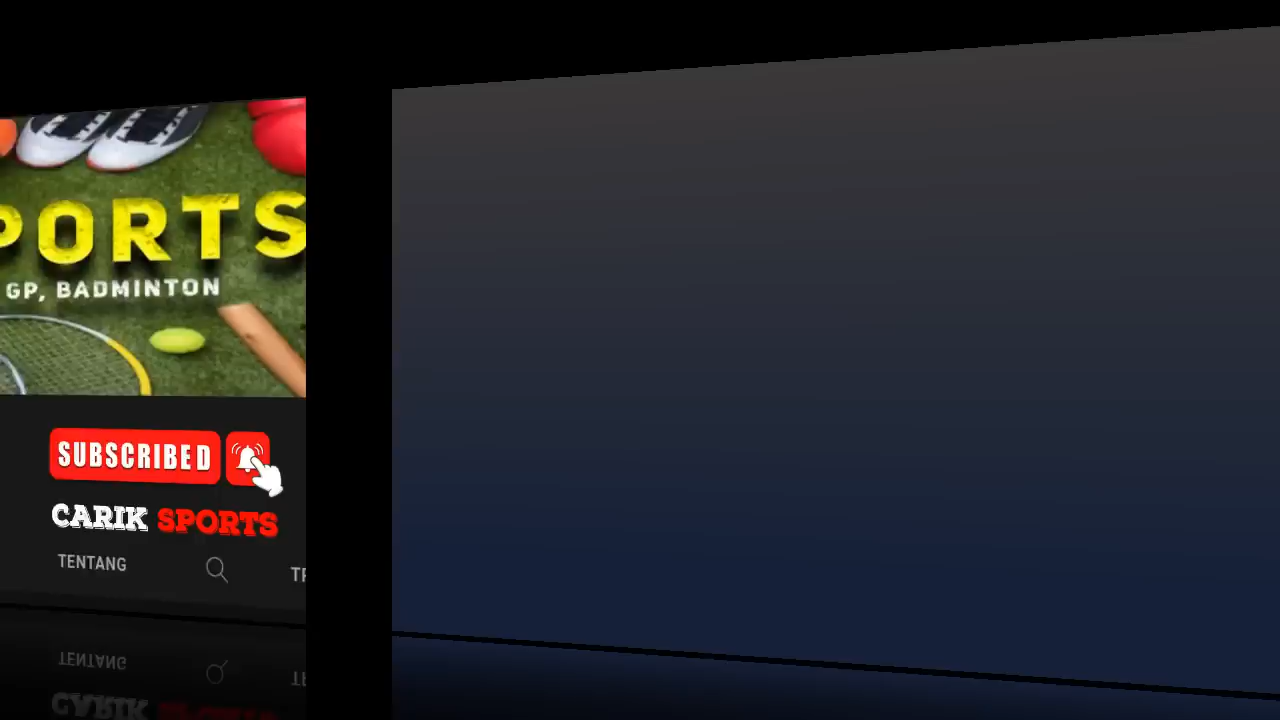 PORTS
GP, BADMINTON
SUBSCRIBED
CARIK SPORTS
TENTANG